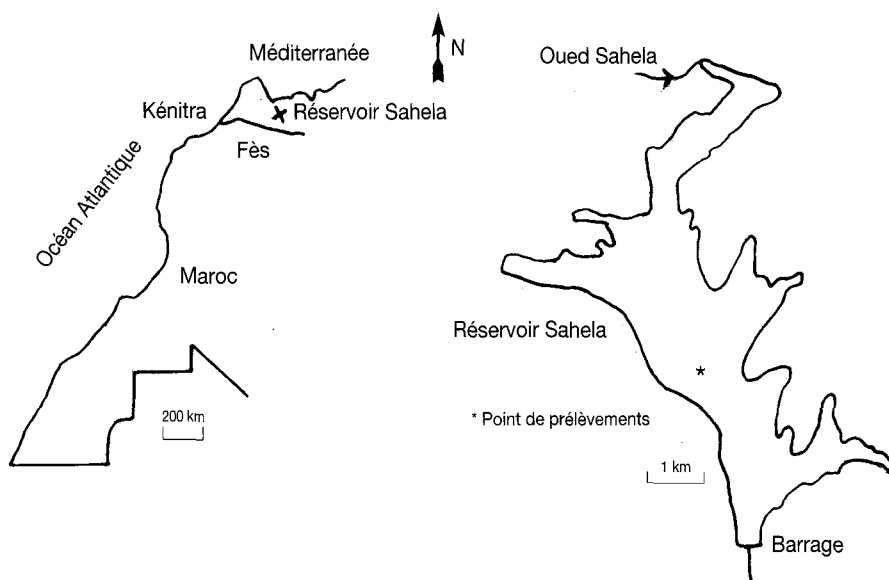 Méditerranée
N
Kénitra
Réservoir Sahela
Fès
Océan Atlantique
Maroc
200 km
Oued Sahela
Réservoir Sahela
*
* Point de prélèvements
1 km
Barrage